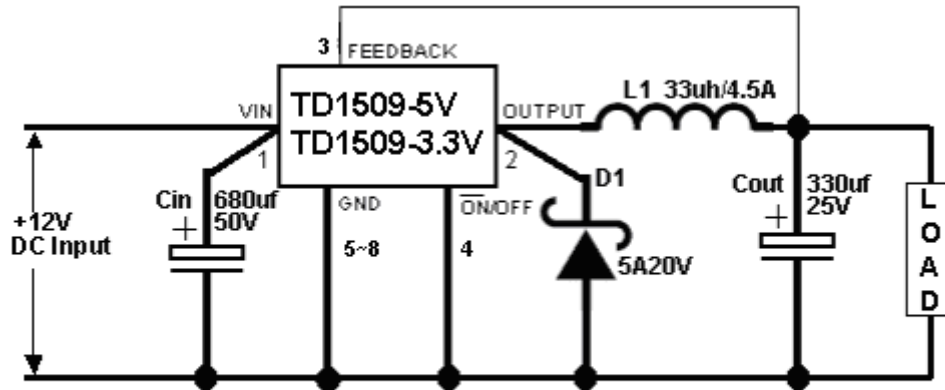 3 FEEDBACK
L1 33uh/4.5A
VIN
TD1509-5V
TD1509-3.3V
OUTPUT
1
2
D1
Cin
680uf
50V
+
GND
ON/OFF
5~8
4
5A20V
Cout
330uf
25V
+
LOAD
+12V
DC Input